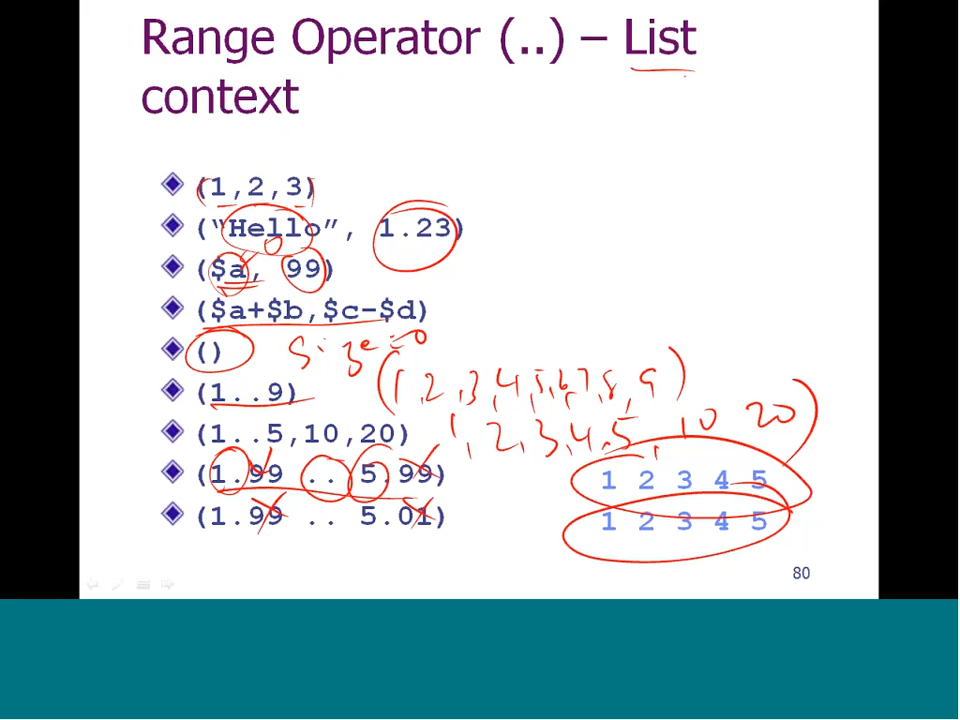 Range Operator (..) – List
context
(1,2,3)
(“Hello”, 1.23)
($a, 99)
($a+$b,$c-$d)
() Size=0
(1,2,3,4,5,6,7,8,9)
(1..9)
1,2,3,4,5, 10 20
(1..5,10,20)
(1.99 .. 5.99) 1 2 3 4 5
(1.99 .. 5.01) 1 2 3 4 5
80